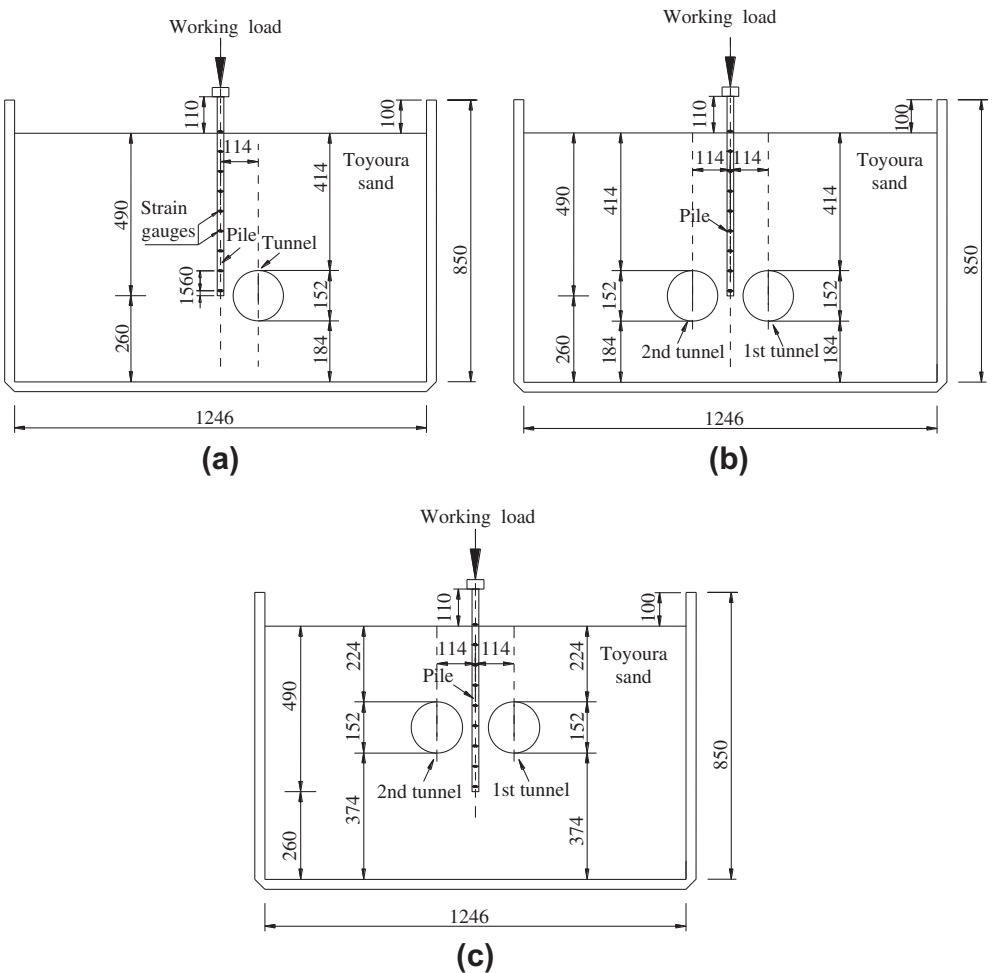 Working load
110
100
114
Toyoura
sand
414
490
Strain
gauges
Pile
Tunnel
850
1560
152
260
184
1246
(a)
Working load
110
100
114
114
Toyoura
sand
490
414
414
Pile
850
152
152
260
184
2nd tunnel
1st tunnel
184
1246
(b)
Working load
110
100
114
114
224
224
Toyoura
sand
Pile
490
152
152
850
2nd tunnel
1st tunnel
374
374
260
1246
(c)